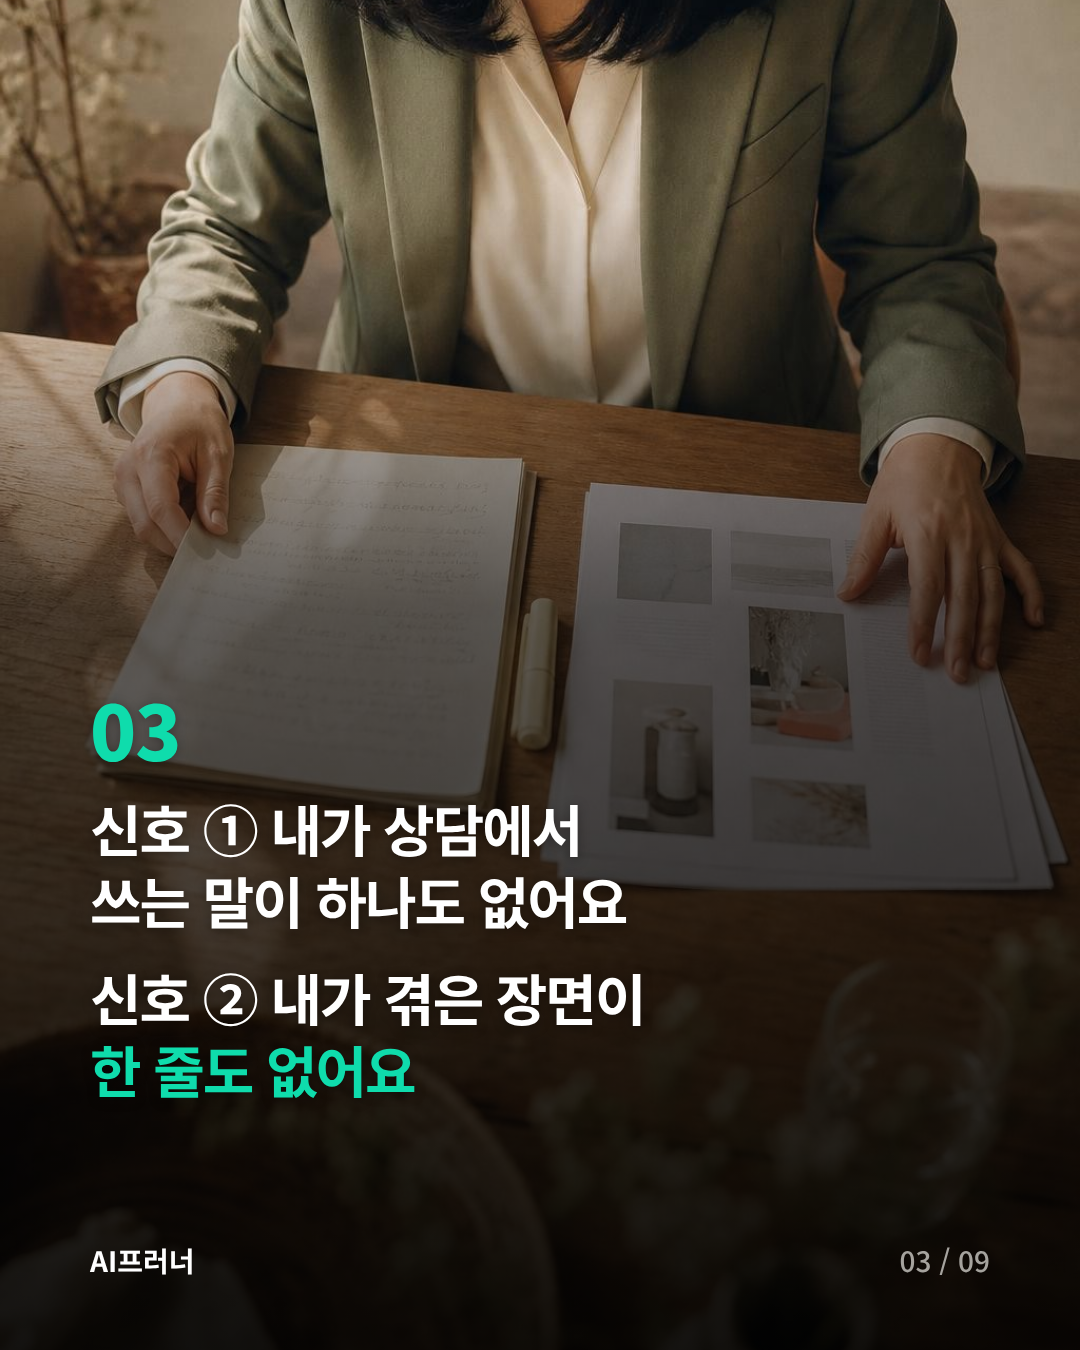 03
신호 ① 내가 상담에서
쓰는 말이 하나도 없어요
신호 ② 내가 겪은 장면이
한 줄도 없어요
AI프러너
03 / 09